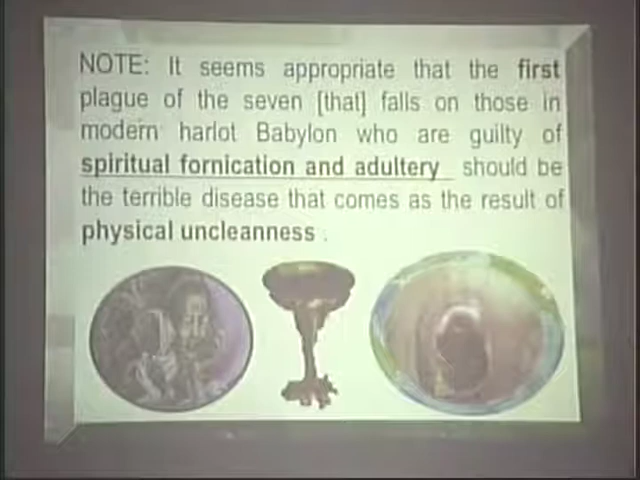 NOTE: It seems appropriate that the first
plague of the seven [that] falls on those in
modern harlot Babylon who are guilty of
spiritual fornication and adultery should be
the terrible disease that comes as the result of
physical uncleanness .